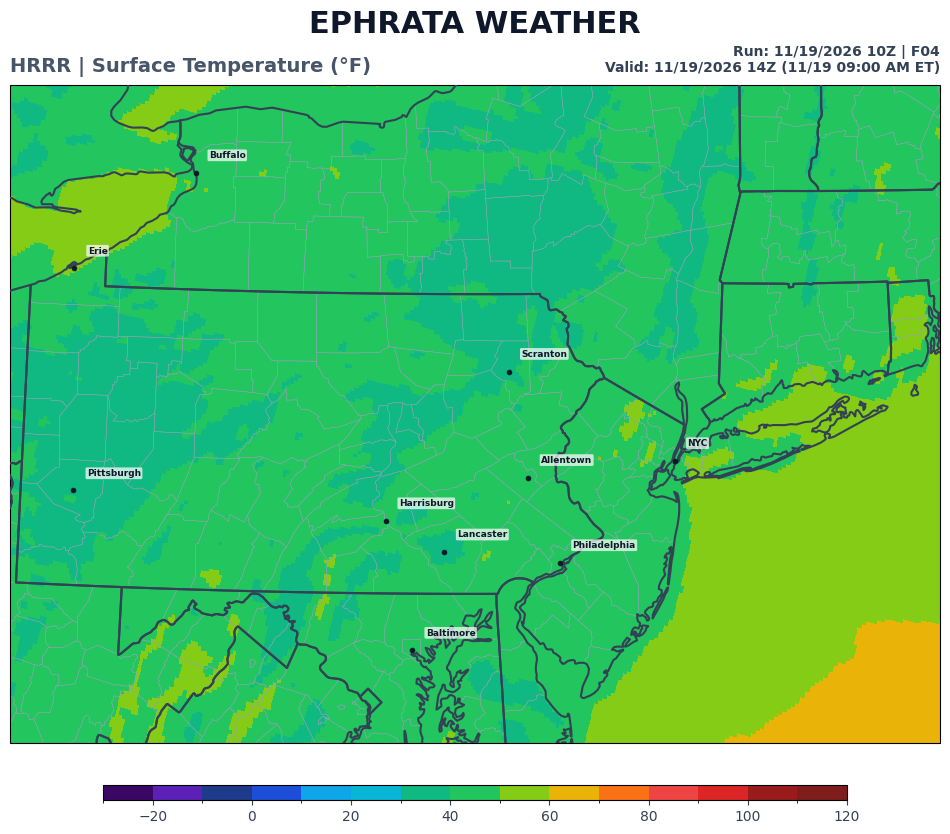 EPHRATA WEATHER
HRRR | Surface Temperature (°F)
Run: 11/19/2026 10Z | F04
Valid: 11/19/2026 14Z (11/19 09:00 AM ET)
Buffalo
Erie
Scranton
NYC
Allentown
Pittsburgh
Harrisburg
Lancaster
Philadelphia
Baltimore
−20 0 20 40 60 80 100 120